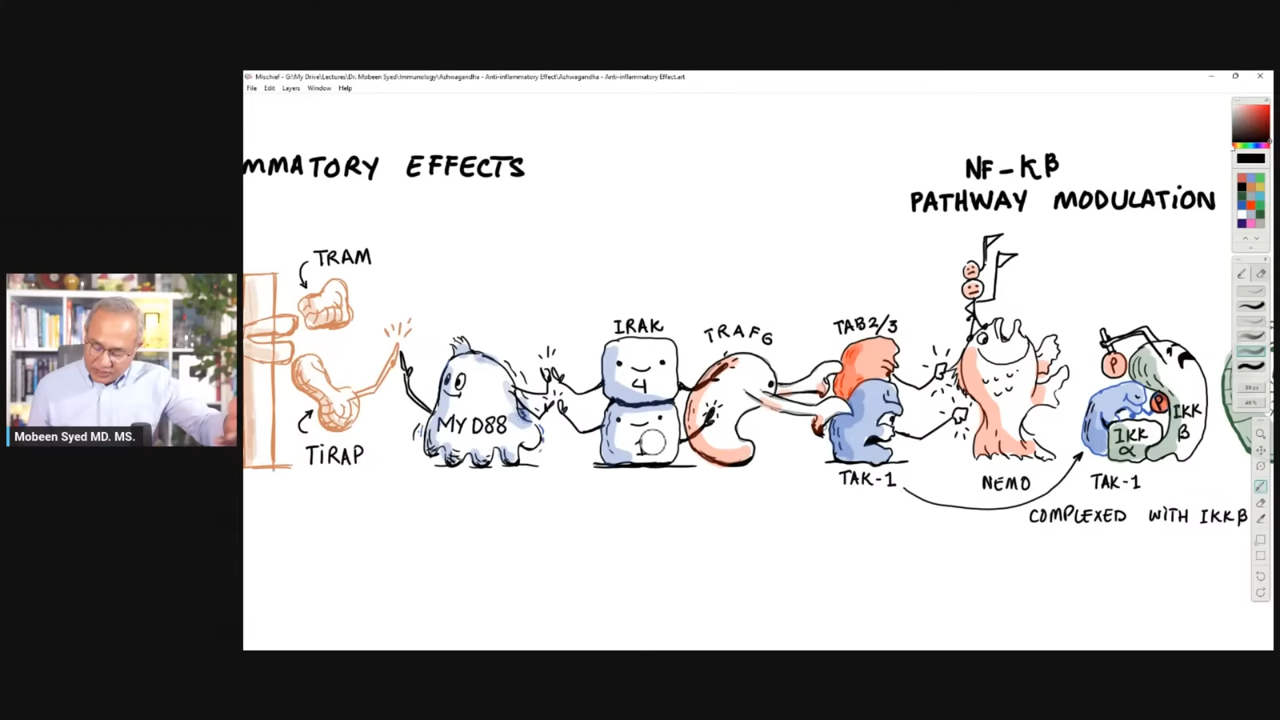 Mischief - G:\My Drive\Lectures\Dr. Mobeen Syed\Immunology\Ashwagandha - Anti-inflammatory Effect\Ashwagandha - Anti-inflammatory Effect.art
File Edit Layers Window Help
MMATORY EFFECTS
NF-KB
PATHWAY MODULATiON
TRAM
TiRAP
MYD88
IRAK
4
1
TRAF6
TAB2/3
TAK-1
NEMO
P
P
IKK
β
IKK
α
TAK-1
COMPLEXED WiTH IKKβ
Mobeen Syed MD. MS.